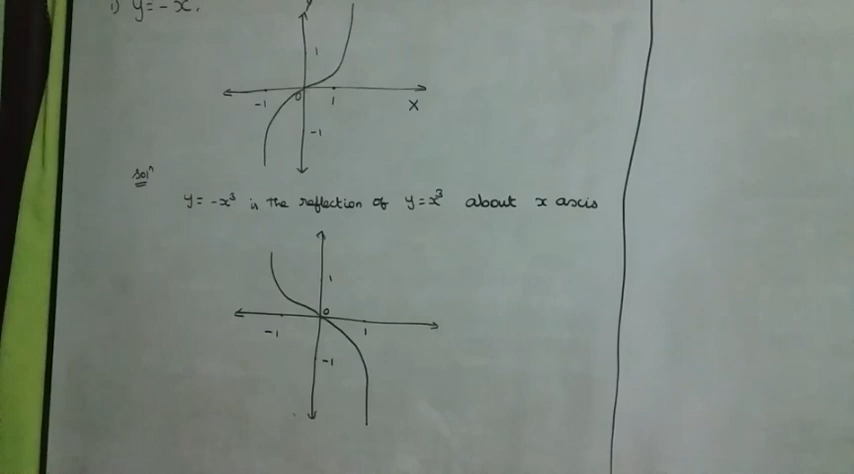 i) y = - x.
y
1
-1 0 1
X
-1
Soln
y = -x³ is the reflection of y = x³ about x axis
1
0
-1 1
-1